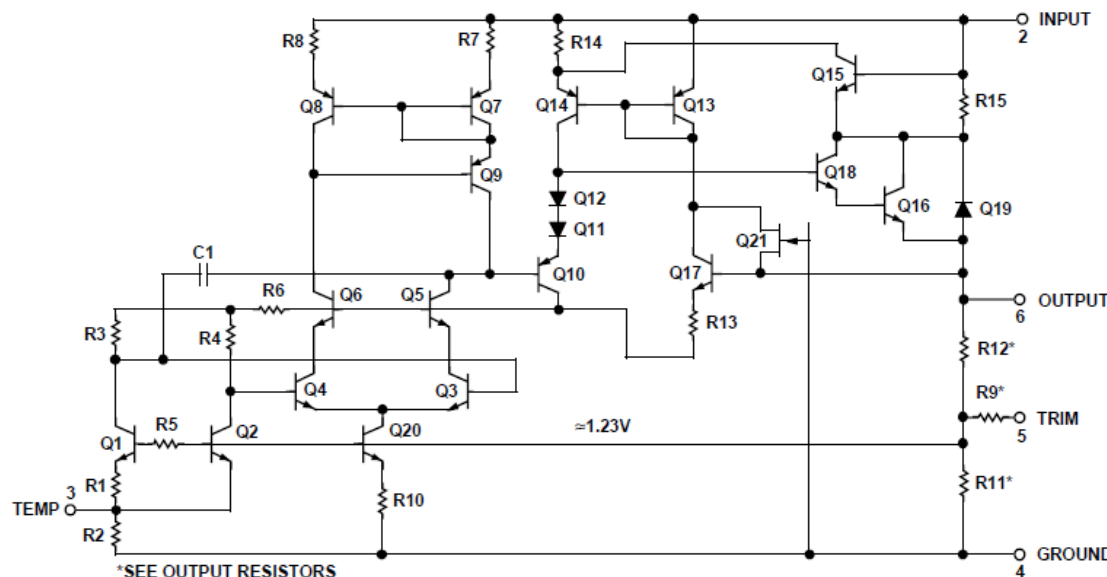 INPUT
2
R8
R7
R14
Q15
Q8
Q7
Q14
Q13
R15
Q9
Q18
Q12
Q16
Q19
Q11
Q21
C1
Q10
Q17
R6
Q6
Q5
OUTPUT
6
R3
R4
R13
R12*
Q4
Q3
R9*
TRIM
5
≈1.23V
R5
Q1
Q2
Q20
R1
R11*
3
TEMP
R10
R2
GROUND
4
*SEE OUTPUT RESISTORS